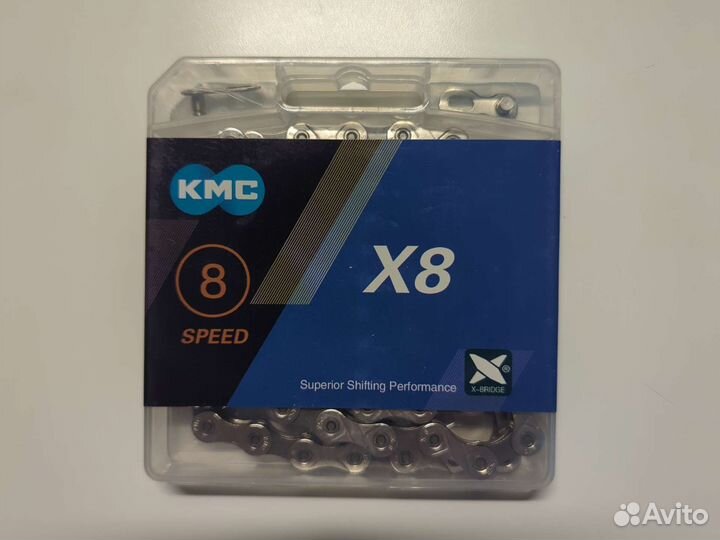 KMC
8
SPEED
X8
Superior Shifting Performance
®
X-BRIDGE
Avito